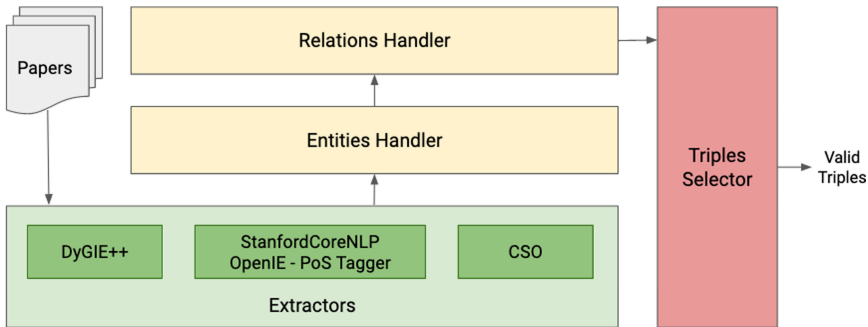 Papers
Relations Handler
Entities Handler
Triples
Selector
Valid
Triples
DyGIE++
StanfordCoreNLP
OpenIE - PoS Tagger
CSO
Extractors